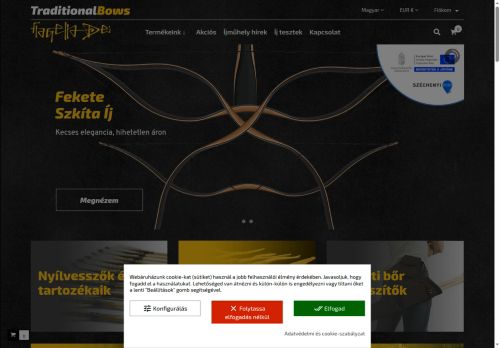 TraditionalBows
Magyar
EUR €
Fiókom
Termékeink ↓
Akciós
Íjműhely hírek
Íj tesztek
Kapcsolat
0
Fekete
Szkíta Íj
Kecses elegancia, hihetetlen áron
Megnézem
SZÉCHENYI
Nyílvesszők é
tartozékaik
ti bőr
szítők
Webáruházunk cookie-kat (sütiket) használ a jobb felhasználói élmény érdekében. Javasoljuk, hogy
fogadd el a használatukat. Lehetőséged van átnézni és külön-külön is engedélyezni vagy tiltani őket
a lenti "Beállítások" gomb segítségével.
Konfigurálás
Folytassa
elfogadás nélkül
Elfogad
Adatvédelmi és cookie-szabályzat